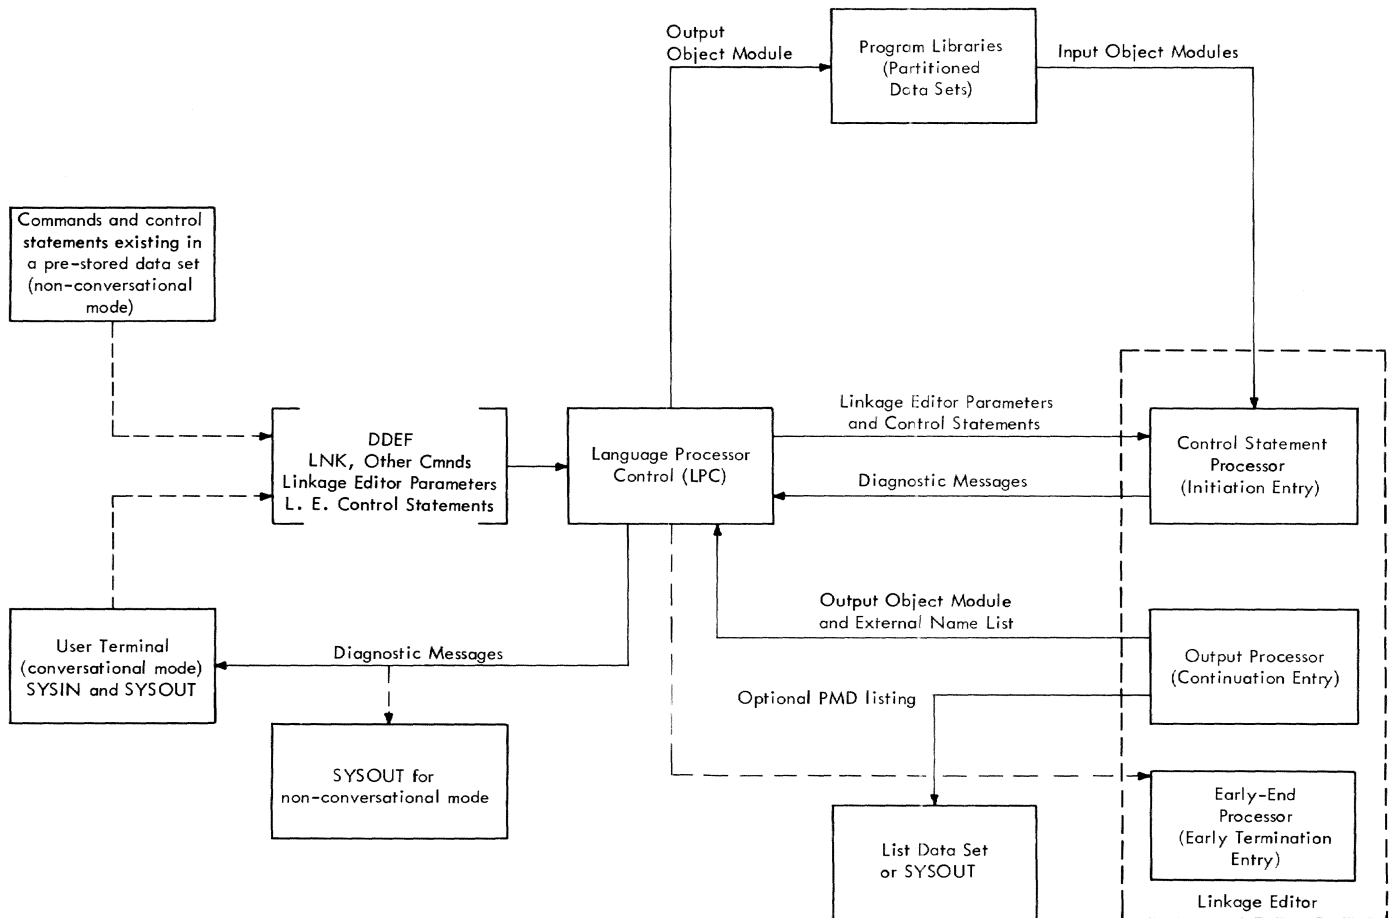 Output
Object Module
Program Libraries
(Partitioned
Data Sets)
Input Object Modules
Commands and control
statements existing in
a pre-stored data set
(non-conversational
mode)
DDEF
LNK, Other Cmnds
Linkage Editor Parameters
L. E. Control Statements
Language Processor
Control (LPC)
Linkage Editor Parameters
and Control Statements
Diagnostic Messages
Control Statement
Processor
(Initiation Entry)
User Terminal
(conversational mode)
SYSIN and SYSOUT
Diagnostic Messages
Output Object Module
and External Name List
Output Processor
(Continuation Entry)
Optional PMD listing
SYSOUT for
non-conversational mode
List Data Set
or SYSOUT
Early-End
Processor
(Early Termination
Entry)
Linkage Editor